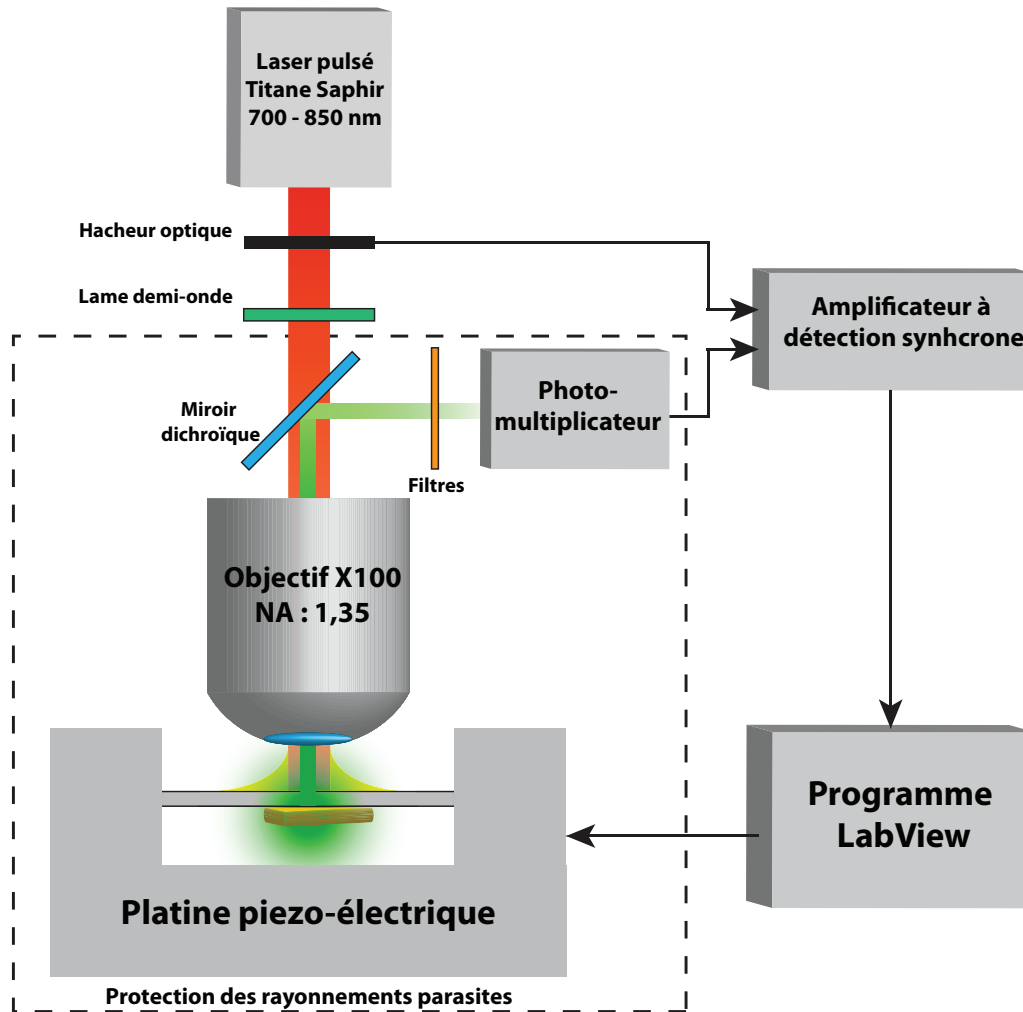 Laser pulsé
Titane Saphir
700 - 850 nm
Hacheur optique
Lame demi-onde
Amplificateur à
détection synhcrone
Miroir
dichroïque
Photo-
multiplicateur
Filtres
Objectif X100
NA : 1,35
Programme
LabView
Platine piezo-électrique
Protection des rayonnements parasites